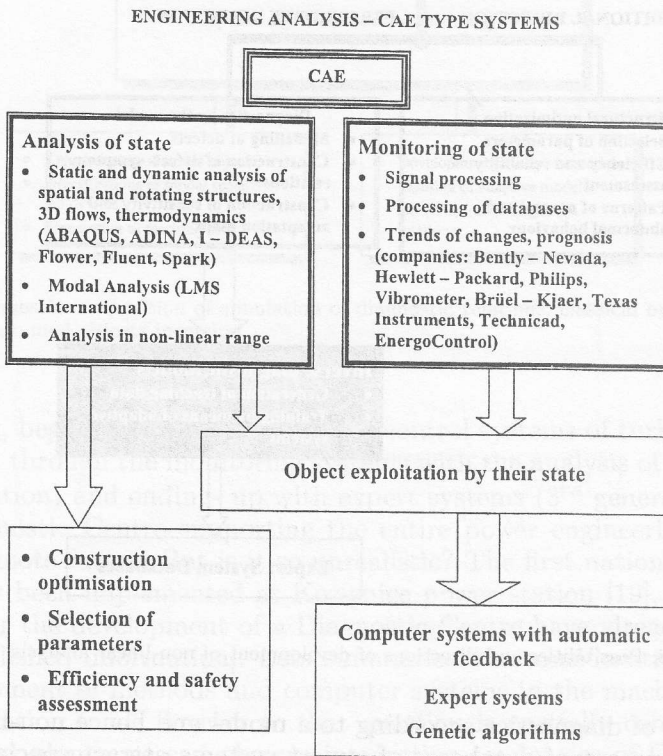 ENGINEERING ANALYSIS – CAE TYPE SYSTEMS
CAE
Analysis of state
• Static and dynamic analysis of
spatial and rotating structures,
3D flows, thermodynamics
(ABAQUS, ADINA, I – DEAS,
Flower, Fluent, Spark)
• Modal Analysis (LMS
International)
• Analysis in non-linear range
Monitoring of state
• Signal processing
• Processing of databases
• Trends of changes, prognosis
(companies: Bently – Nevada,
Hewlett – Packard, Philips,
Vibrometer, Brüel – Kjaer, Texas
Instruments, Technicad,
EnergoControl)
Object exploitation by their state
• Construction
optimisation
• Selection of
parameters
• Efficiency and safety
assessment
Computer systems with automatic
feedback
Expert systems
Genetic algorithms